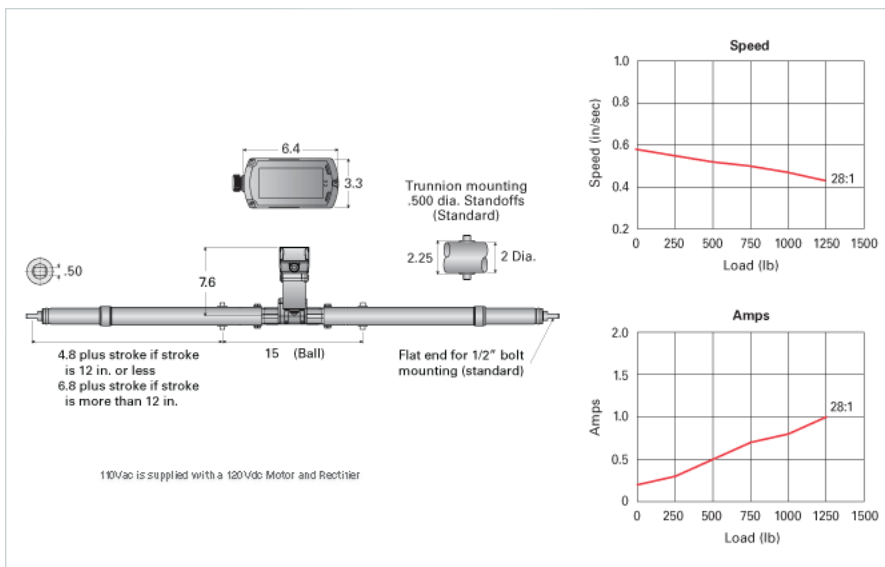 6.4
3.3
Trunnion mounting
.500 dia. Standoffs
(Standard)
2.25
2 Dia.
.50
7.6
4.8 plus stroke if stroke
is 12 in. or less
6.8 plus stroke if stroke
is more than 12 in.
15 (Ball)
Flat end for 1/2" bolt
mounting (standard)
110Vac is supplied with a 120Vdc Motor and Rectifier
Speed
Speed (in/sec)
1.0
0.8
0.6
0.4
0.2
28:1
0 250 500 750 1000 1250 1500
Load (lb)
Amps
Amps
2.0
1.5
1.0
0.5
0
28:1
0 250 500 750 1000 1250 1500
Load (lb)